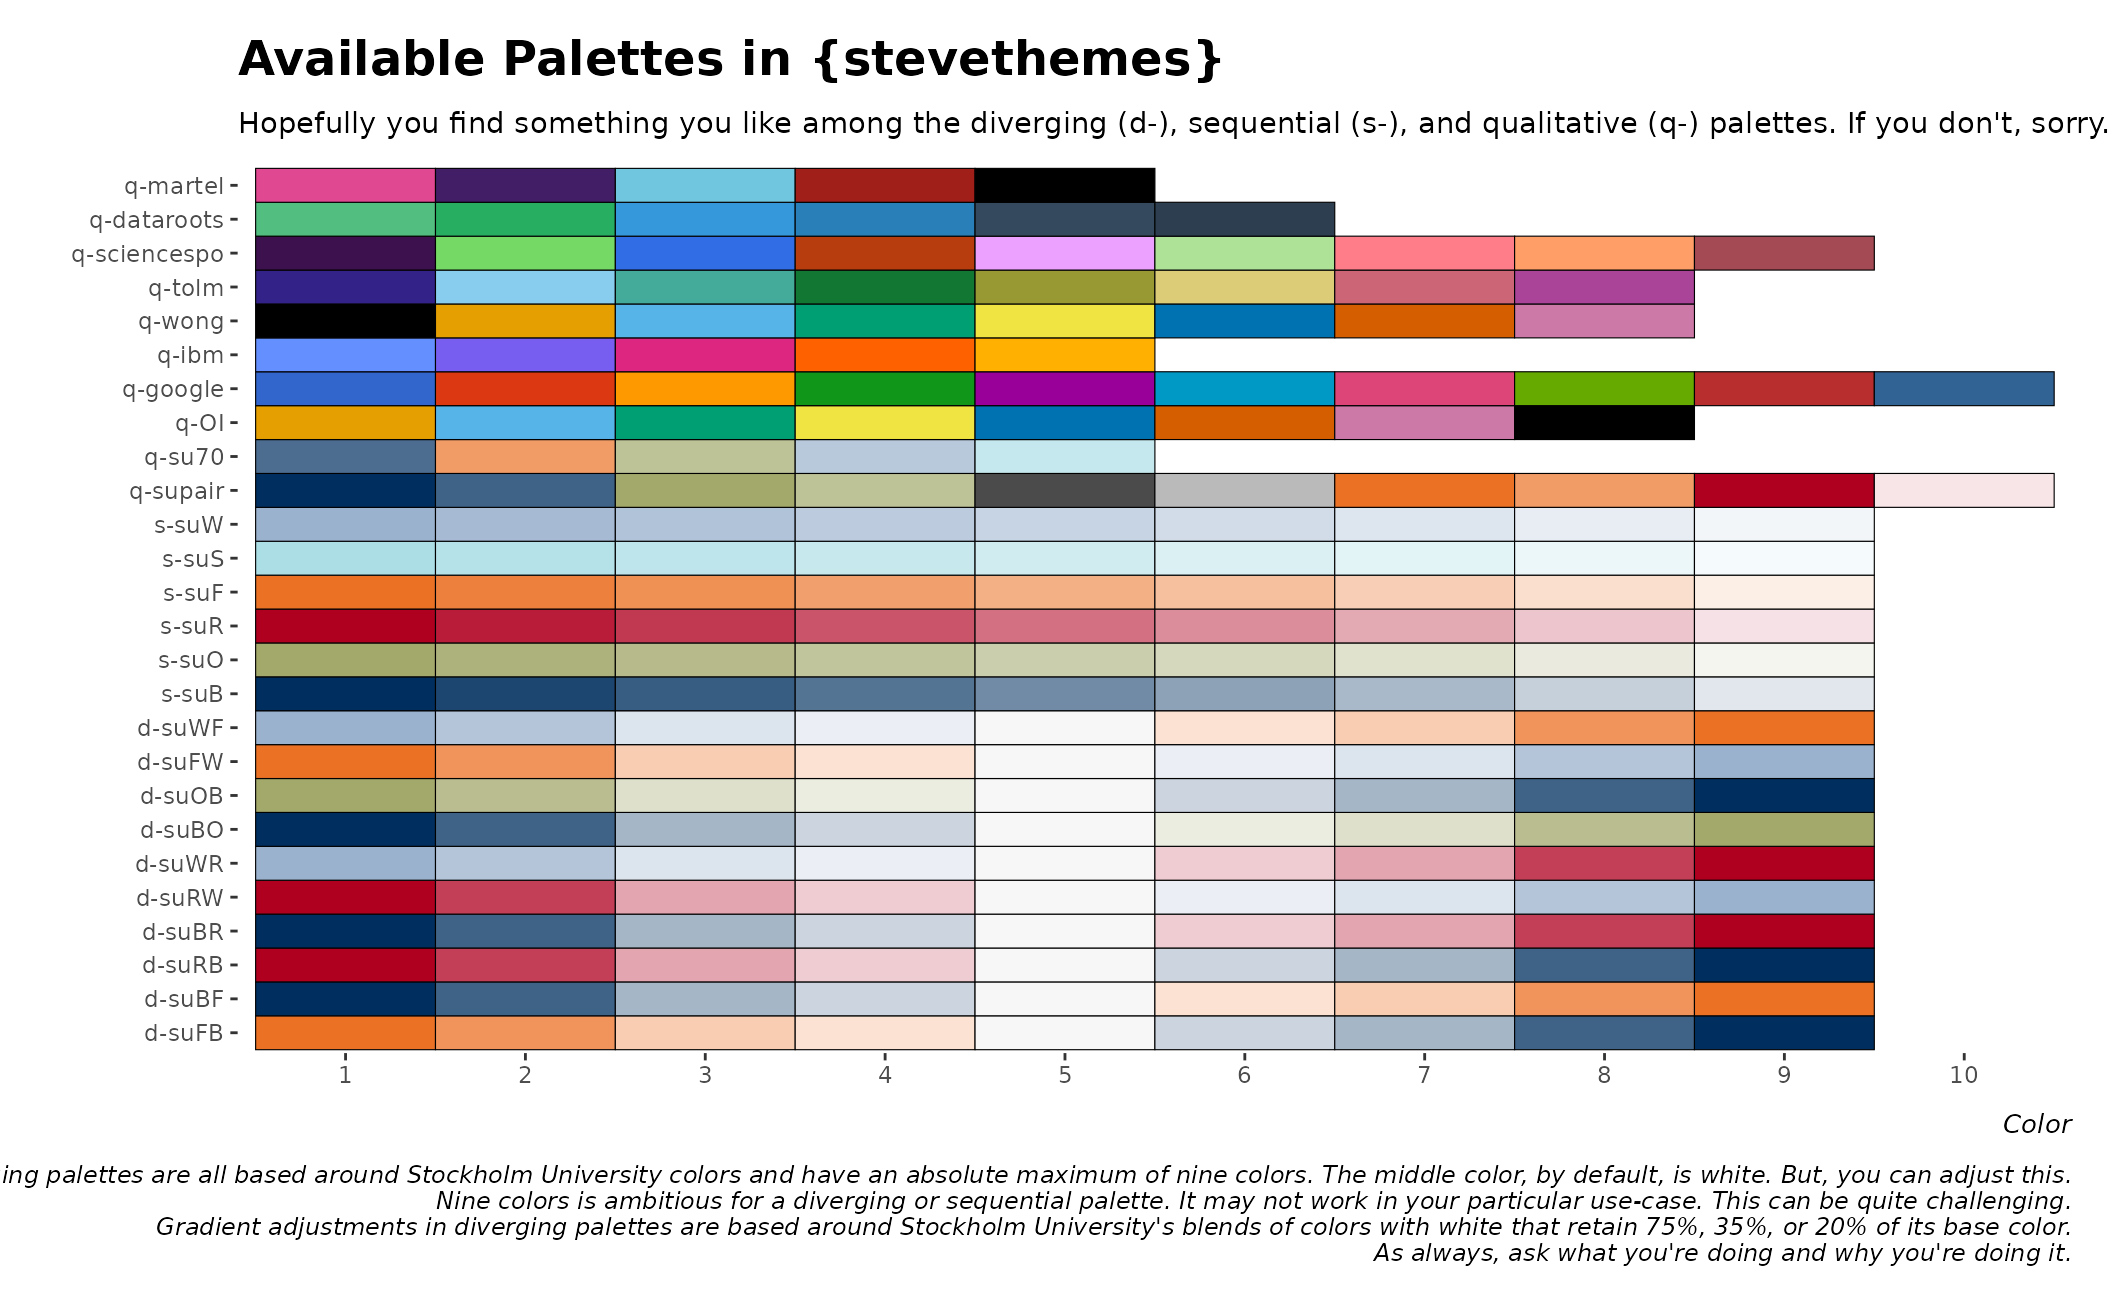 Available Palettes in {stevethemes}
Hopefully you find something you like among the diverging (d-), sequential (s-), and qualitative (q-) palettes. If you don't, sorry.
q-martel
q-dataroots
q-sciencespo
q-tolm
q-wong
q-ibm
q-google
q-OI
q-su70
q-supair
s-suW
s-suS
s-suF
s-suR
s-suO
s-suB
d-suWF
d-suFW
d-suOB
d-suBO
d-suWR
d-suRW
d-suBR
d-suRB
d-suBF
d-suFB
1 2 3 4 5 6 7 8 9 10
Color
ing palettes are all based around Stockholm University colors and have an absolute maximum of nine colors. The middle color, by default, is white. But, you can adjust this.
Nine colors is ambitious for a diverging or sequential palette. It may not work in your particular use-case. This can be quite challenging.
Gradient adjustments in diverging palettes are based around Stockholm University's blends of colors with white that retain 75%, 35%, or 20% of its base color.
As always, ask what you're doing and why you're doing it.